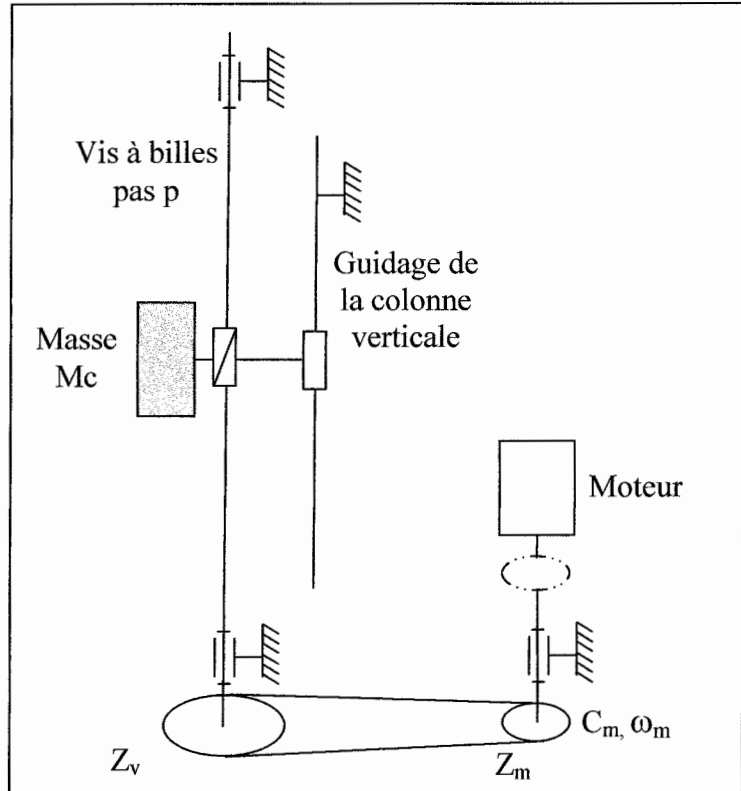 Vis à billes
pas p
Guidage de
la colonne
verticale
Masse
Mc
Moteur
Cₘ, ωₘ
Zᵥ
Zₘ